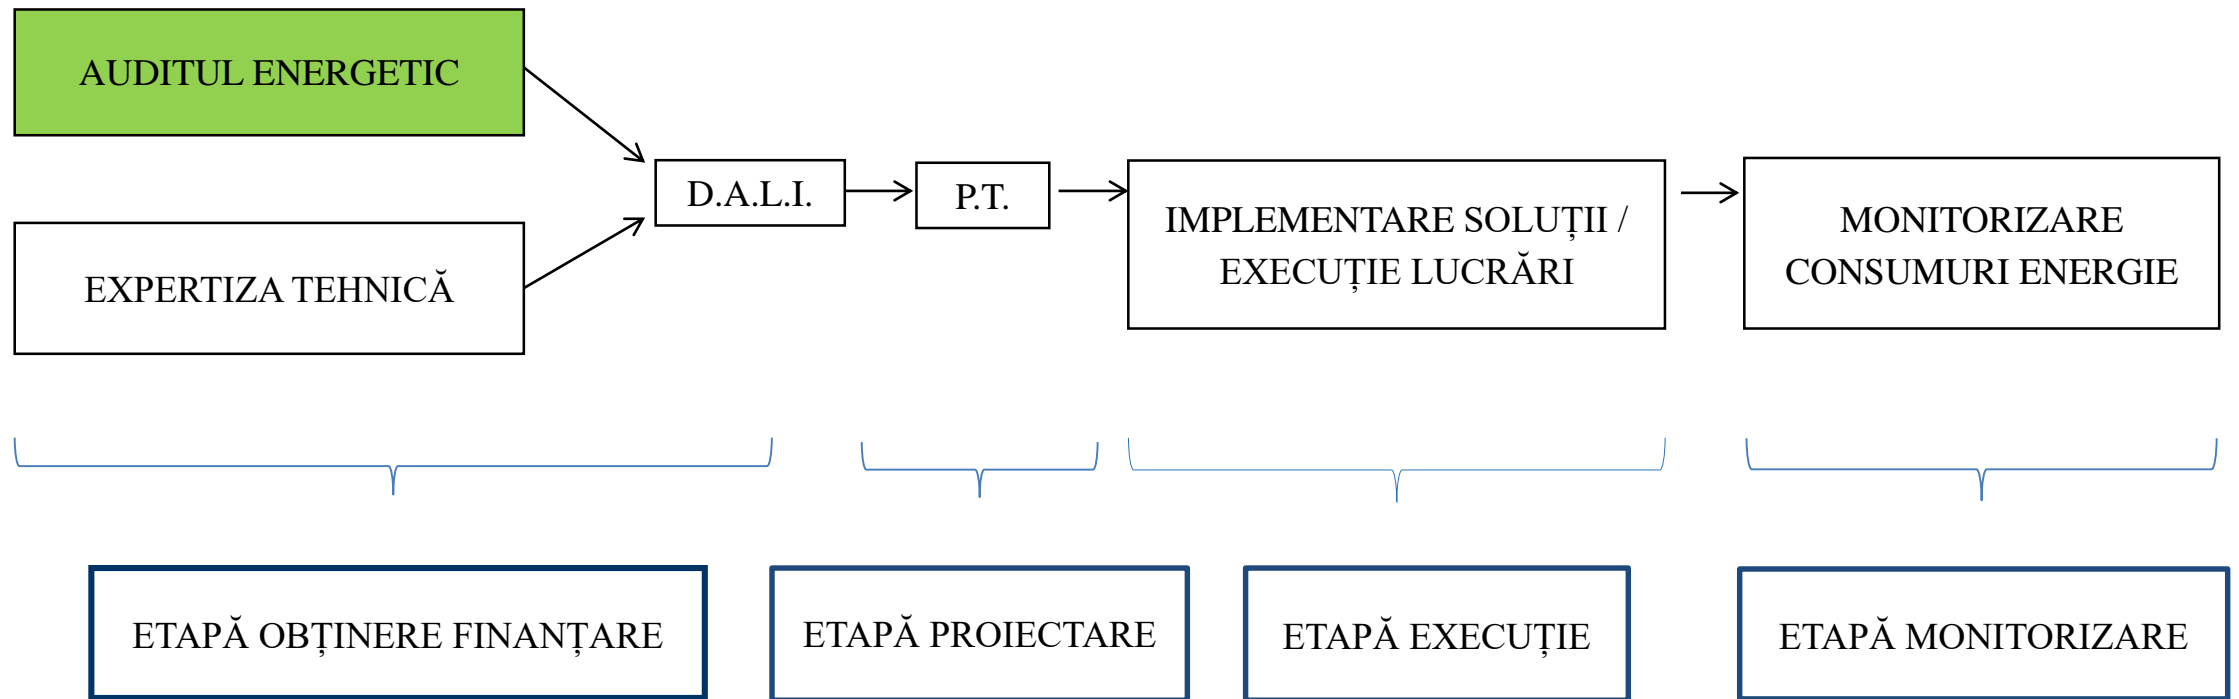 AUDITUL ENERGETIC
EXPERTIZA TEHNICĂ
D.A.L.I.
P.T.
IMPLEMENTARE SOLUȚII /
EXECUȚIE LUCRĂRI
MONITORIZARE
CONSUMURI ENERGIE
ETAPĂ OBȚINERE FINANȚARE
ETAPĂ PROIECTARE
ETAPĂ EXECUȚIE
ETAPĂ MONITORIZARE